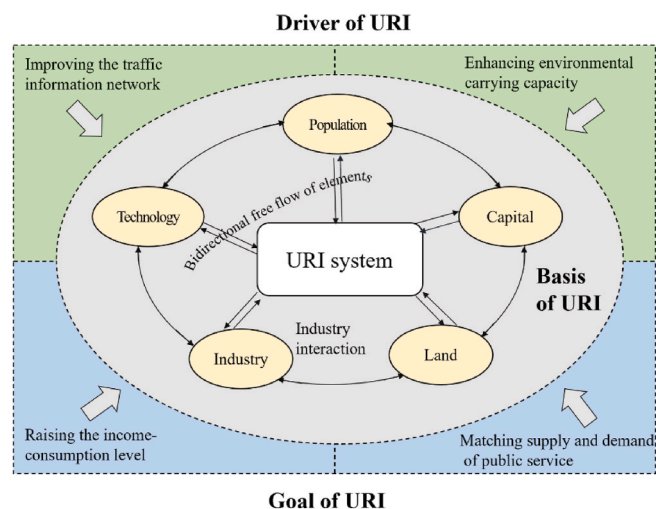 Driver of URI
Improving the traffic
information network
Enhancing environmental
carrying capacity
Population
Technology
Bidirectional free flow of elements
Capital
URI system
Basis
of URI
Industry
interaction
Industry
Land
Raising the income-
consumption level
Matching supply and demand
of public service
Goal of URI